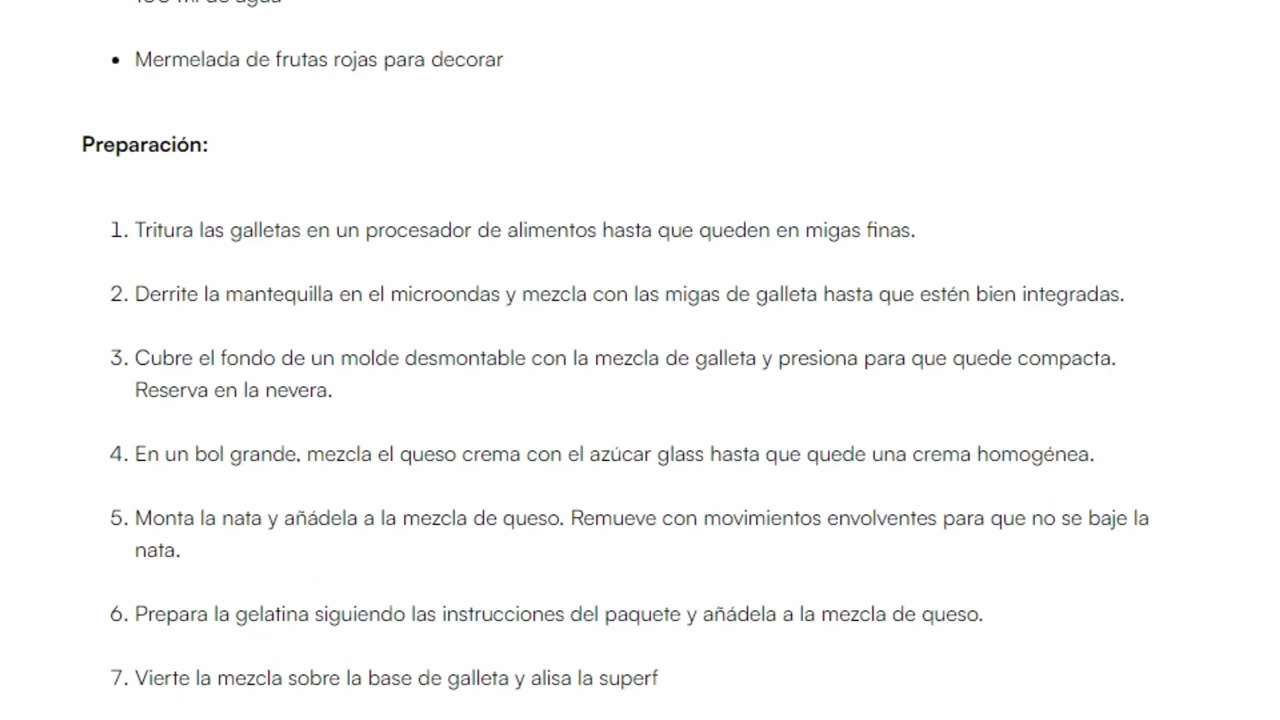 100 ml de agua
Mermelada de frutas rojas para decorar
Preparación:
1. Tritura las galletas en un procesador de alimentos hasta que queden en migas finas.
2. Derrite la mantequilla en el microondas y mezcla con las migas de galleta hasta que estén bien integradas.
3. Cubre el fondo de un molde desmontable con la mezcla de galleta y presiona para que quede compacta.
Reserva en la nevera.
4. En un bol grande, mezcla el queso crema con el azúcar glass hasta que quede una crema homogénea.
5. Monta la nata y añádela a la mezcla de queso. Remueve con movimientos envolventes para que no se baje la
nata.
6. Prepara la gelatina siguiendo las instrucciones del paquete y añádela a la mezcla de queso.
7. Vierte la mezcla sobre la base de galleta y alisa la superf